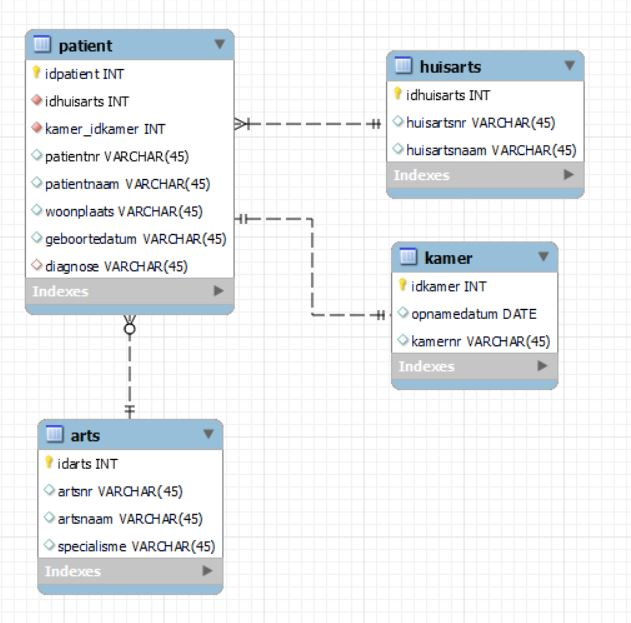 patient
idpatient INT
idhuisarts INT
kamer_idkamer INT
patientnr VARCHAR(45)
patientnaam VARCHAR(45)
woonplaats VARCHAR(45)
geboortedatum VARCHAR(45)
diagnose VARCHAR(45)
Indexes
huisarts
idhuisarts INT
huisartsnr VARCHAR(45)
huisartsnaam VARCHAR(45)
Indexes
kamer
idkamer INT
opnamedatum DATE
kamernr VARCHAR(45)
Indexes
arts
idarts INT
artsnr VARCHAR(45)
artsnaam VARCHAR(45)
specialisme VARCHAR(45)
Indexes